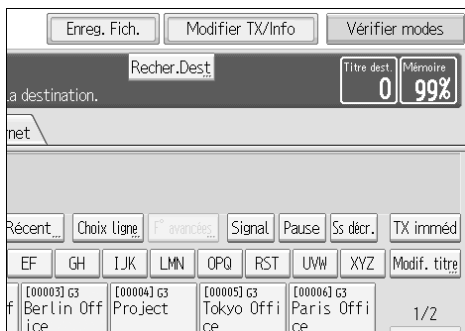 Enreg. Fich. Modifier TX/Info Vérifier modes
Recher.Dest. Titre dest. Mémoire
la destination. 0 99%
rnet
Récent Choix ligne F° avancées Signal Pause Ss décr. TX imméd
EF GH IJK LMN OPQ RST UVW XYZ Modif. titre
[00003] G3 [00004] G3 [00005] G3 [00006] G3
f Berlin Off Project Tokyo Offi Paris Offi 1/2
ice ce ce